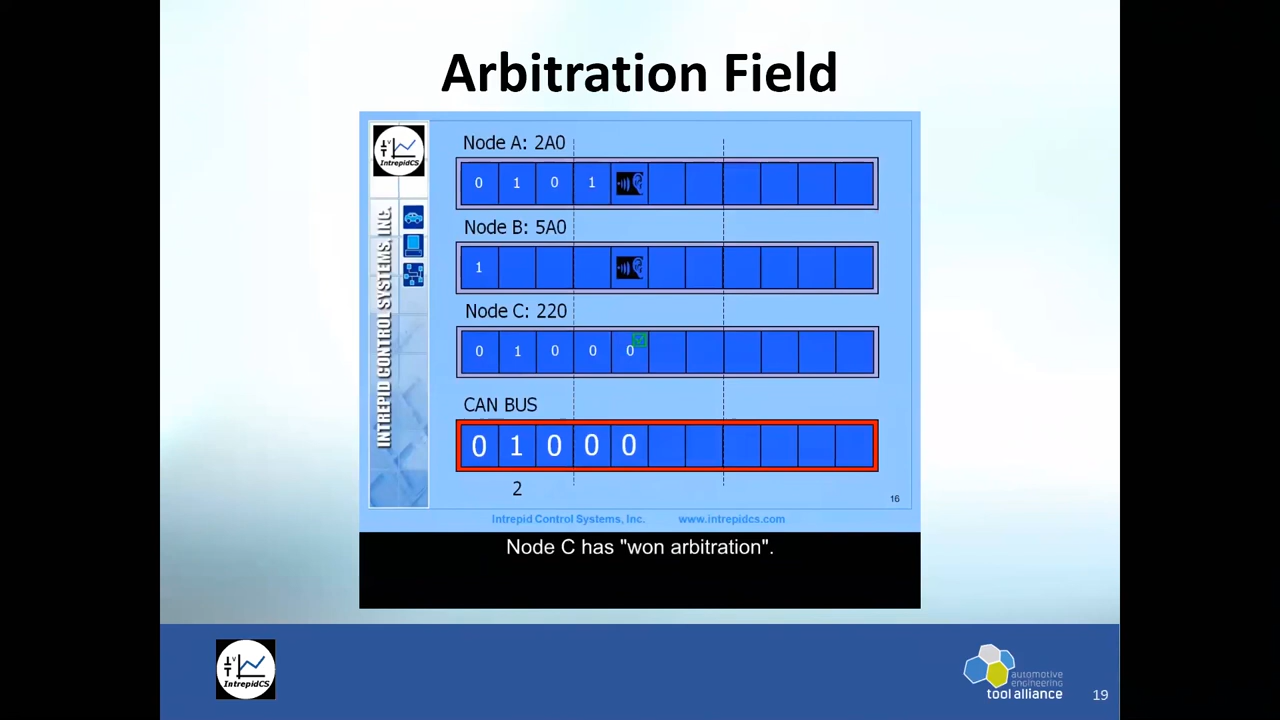 Arbitration Field
IntrepidCS
INTREPID CONTROL SYSTEMS, INC.
Node A: 2A0
0 1 0 1
Node B: 5A0
1
Node C: 220
0 1 0 0 0
CAN BUS
0 1 0 0 0
2
16
Intrepid Control Systems, Inc. www.intrepidcs.com
Node C has "won arbitration".
IntrepidCS
automotive
engineering
tool alliance
19